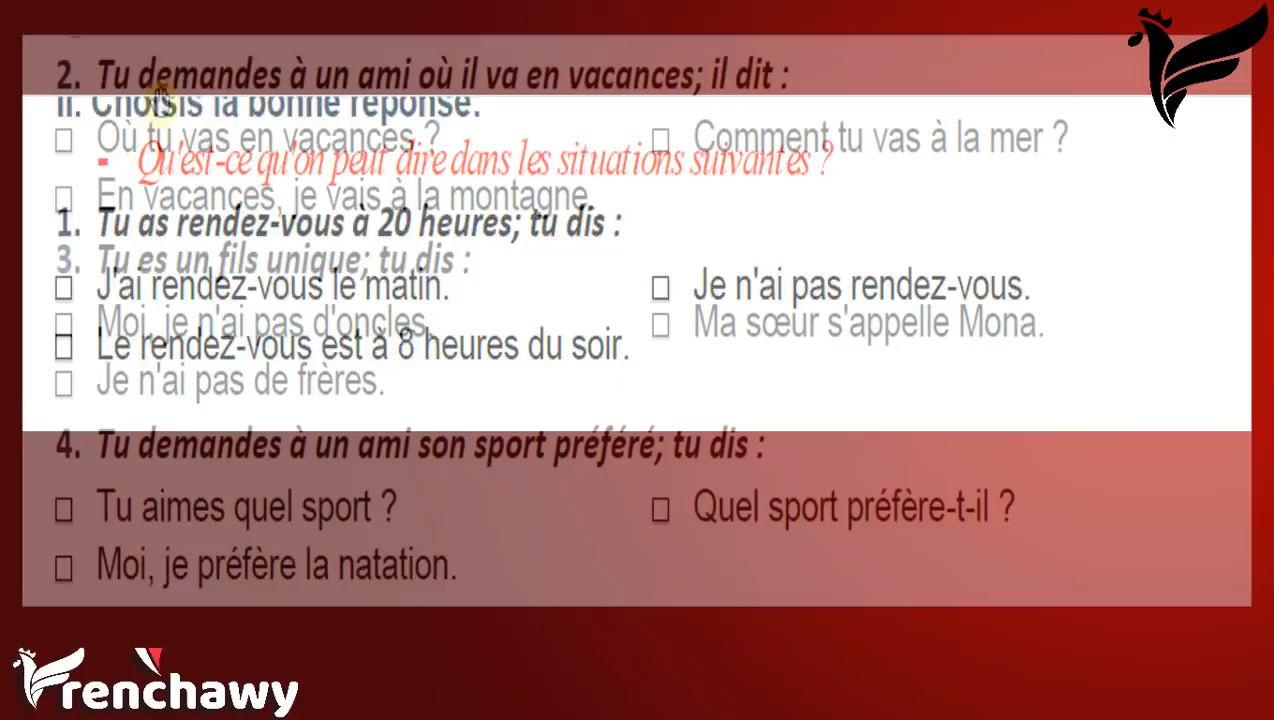 2. Tu demandes à un ami où il va en vacances; il dit :
II. Choisis la bonne réponse.
□ Où tu vas en vacances ? □ Comment tu vas à la mer ?
- Qu'est-ce qu'on peut dire dans les situations suivantes ?
□ En vacances, je vais à la montagne.
1. Tu as rendez-vous à 20 heures; tu dis :
3. Tu es un fils unique; tu dis :
□ J'ai rendez-vous le matin. □ Je n'ai pas rendez-vous.
□ Moi, je n'ai pas d'oncles. □ Ma sœur s'appelle Mona.
□ Le rendez-vous est à 8 heures du soir.
□ Je n'ai pas de frères.
4. Tu demandes à un ami son sport préféré; tu dis :
□ Tu aimes quel sport ? □ Quel sport préfère-t-il ?
□ Moi, je préfère la natation.
Frenchawy